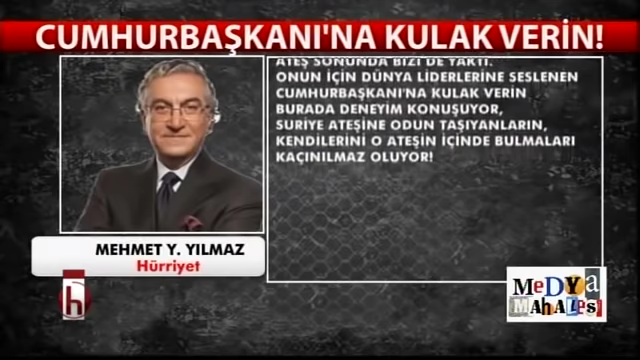 CUMHURBAŞKANI'NA KULAK VERİN!
ATEŞ SONUNDA BİZİ DE YAKTI.
ONUN İÇİN DÜNYA LİDERLERİNE SESLENEN
CUMHURBAŞKANI'NA KULAK VERİN
BURADA DENEYİM KONUŞUYOR,
SURİYE ATEŞİNE ODUN TAŞIYANLARIN,
KENDİLERİNİ O ATEŞİN İÇİNDE BULMALARI
KAÇINILMAZ OLUYOR!
MEHMET Y. YILMAZ
Hürriyet
h
MeDYa
MAHALesi